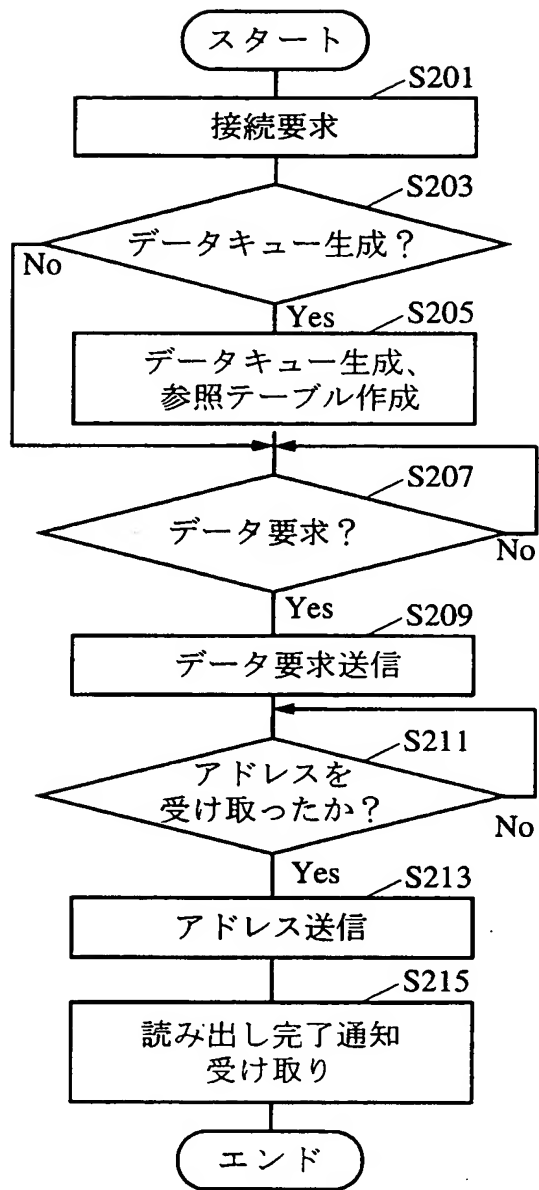 スタート
S201
接続要求
S203
データキュー生成?
No
Yes
S205
データキュー生成、
参照テーブル作成
S207
データ要求?
No
Yes
S209
データ要求送信
S211
アドレスを
受け取ったか?
No
Yes
S213
アドレス送信
S215
読み出し完了通知
受け取り
エンド